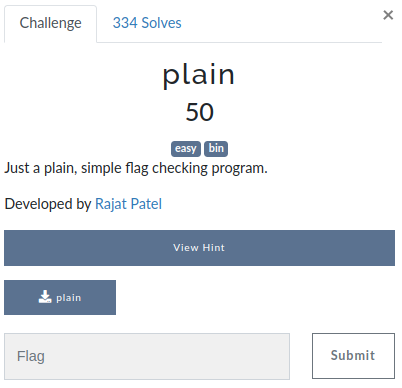 Challenge 334 Solves ×
plain
50
easy bin
Just a plain, simple flag checking program.
Developed by Rajat Patel
View Hint
plain
Flag Submit